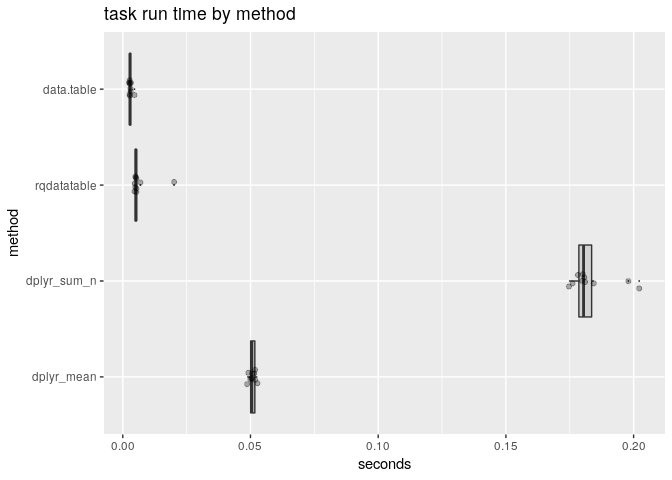 task run time by method
method
data.table
rqdatatable
dplyr_sum_n
dplyr_mean
0.00 0.05 0.10 0.15 0.20
seconds